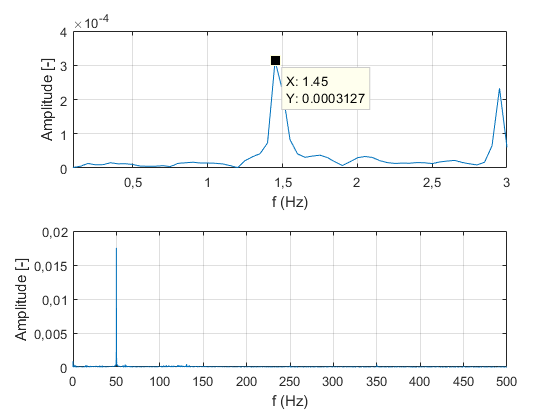 ×10-4
4
3
2
1
0
Amplitude [-]
X: 1.45
Y: 0.0003127
0,5 1 1,5 2 2,5 3
f (Hz)
0,02
0,015
0,01
0,005
0
Amplitude [-]
0 50 100 150 200 250 300 350 400 450 500
f (Hz)